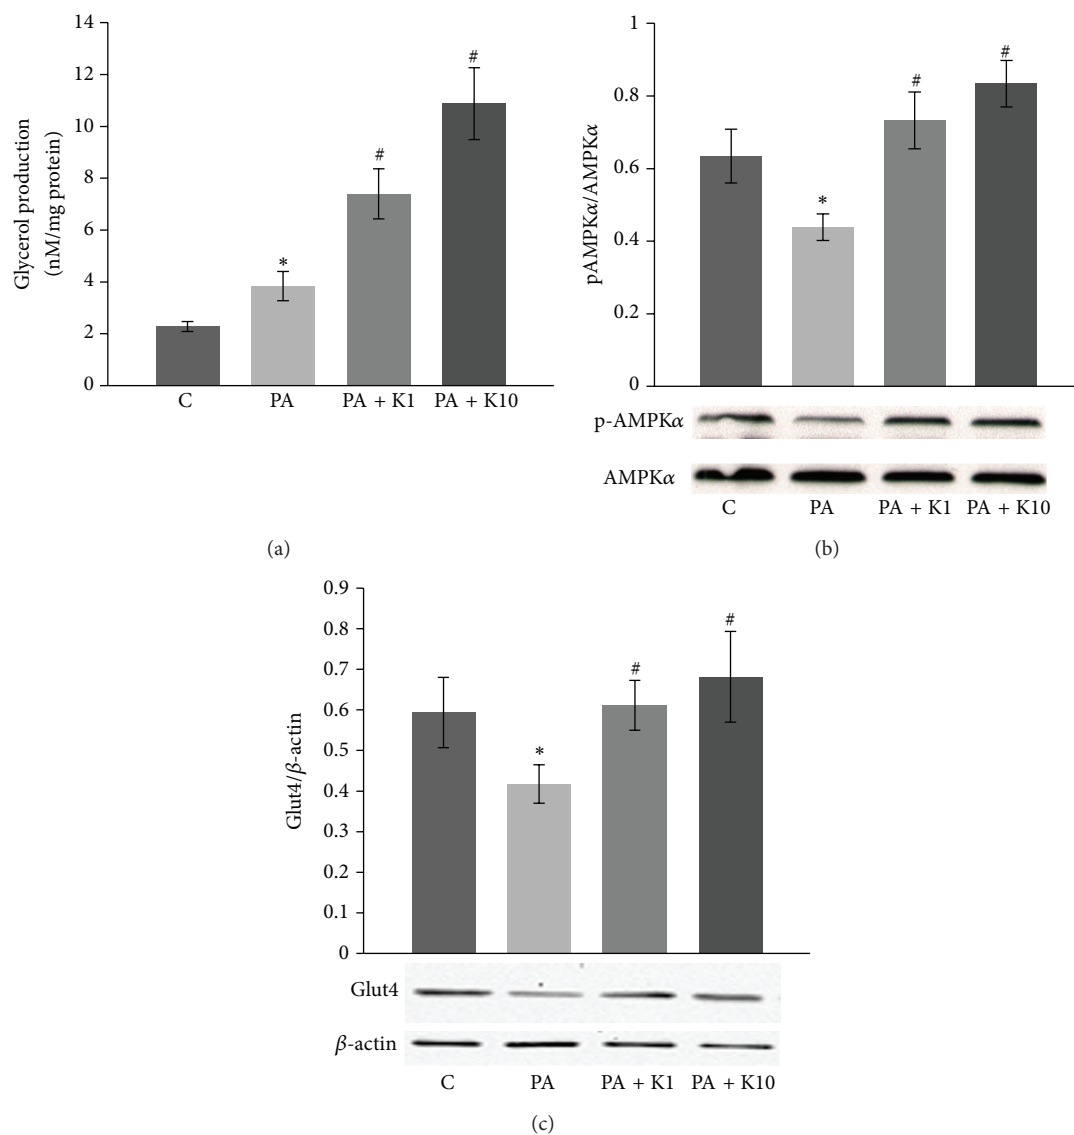 14
12
10
8
6
4
2
0
Glycerol production
(nM/mg protein)
*
#
#
C PA PA + K1 PA + K10
(a)
1
0.8
0.6
0.4
0.2
0
pAMPKα/AMPKα
*
#
#
p-AMPKα
AMPKα
C PA PA + K1 PA + K10
(b)
0.9
0.8
0.7
0.6
0.5
0.4
0.3
0.2
0.1
0
Glut4/β-actin
*
#
#
Glut4
β-actin
C PA PA + K1 PA + K10
(c)